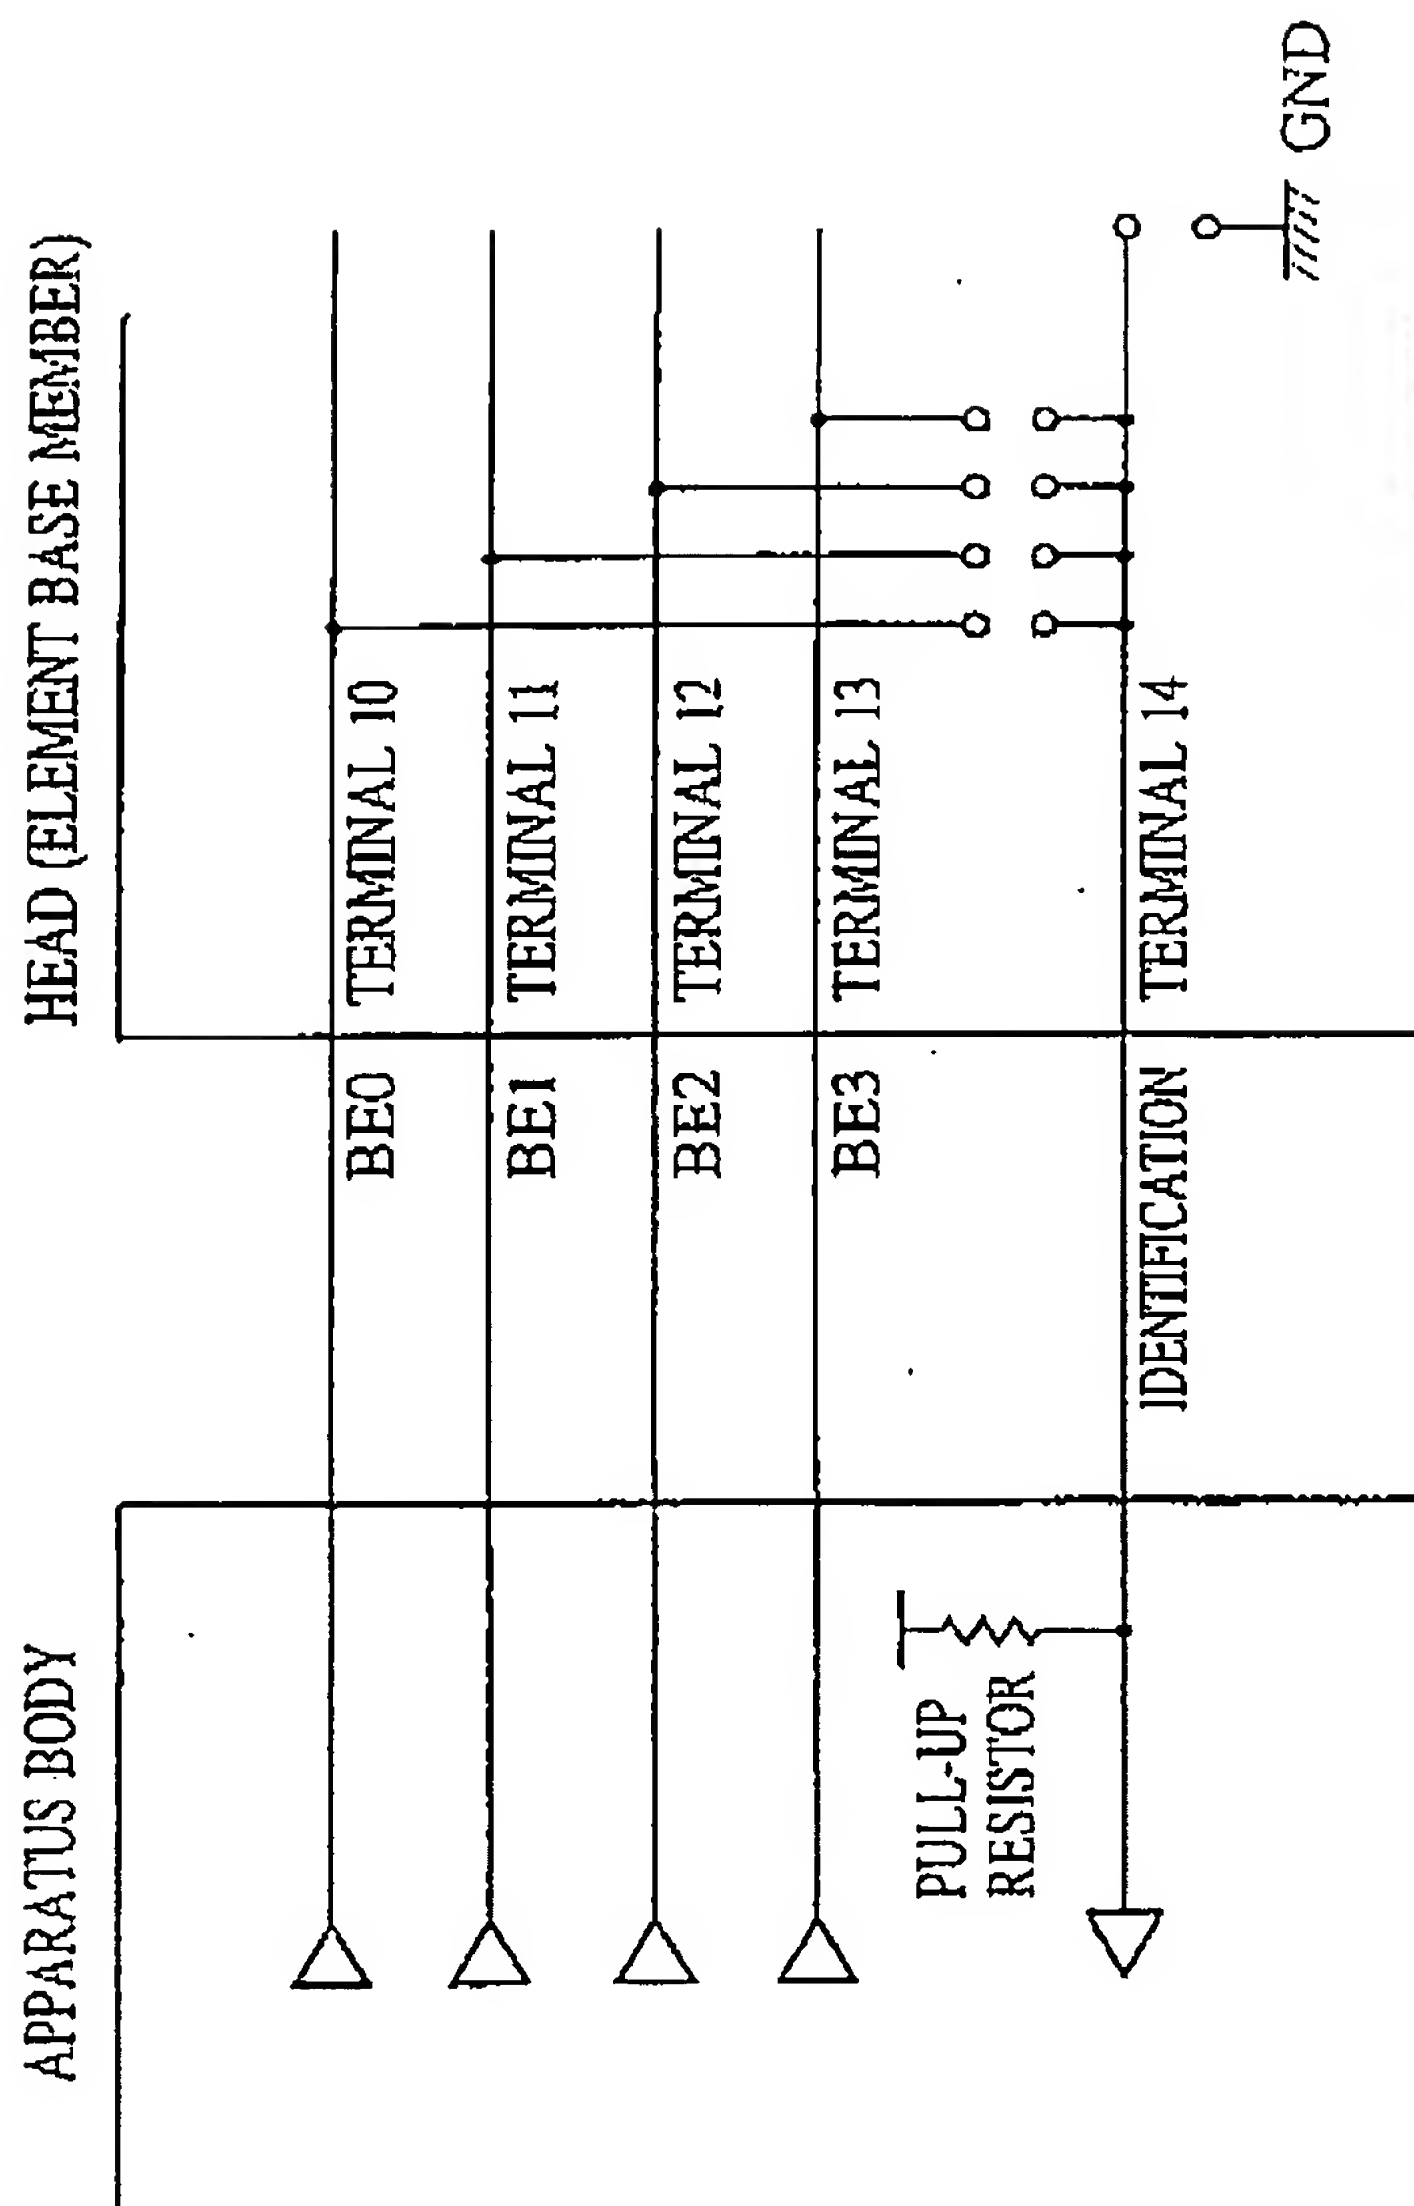 APPARATUS BODY
HEAD (ELEMENT BASE MEMBER)
BE0
TERMINAL 10
BE1
TERMINAL 11
BE2
TERMINAL 12
BE3
TERMINAL 13
PULL-UP
RESISTOR
IDENTIFICATION
TERMINAL 14
GND